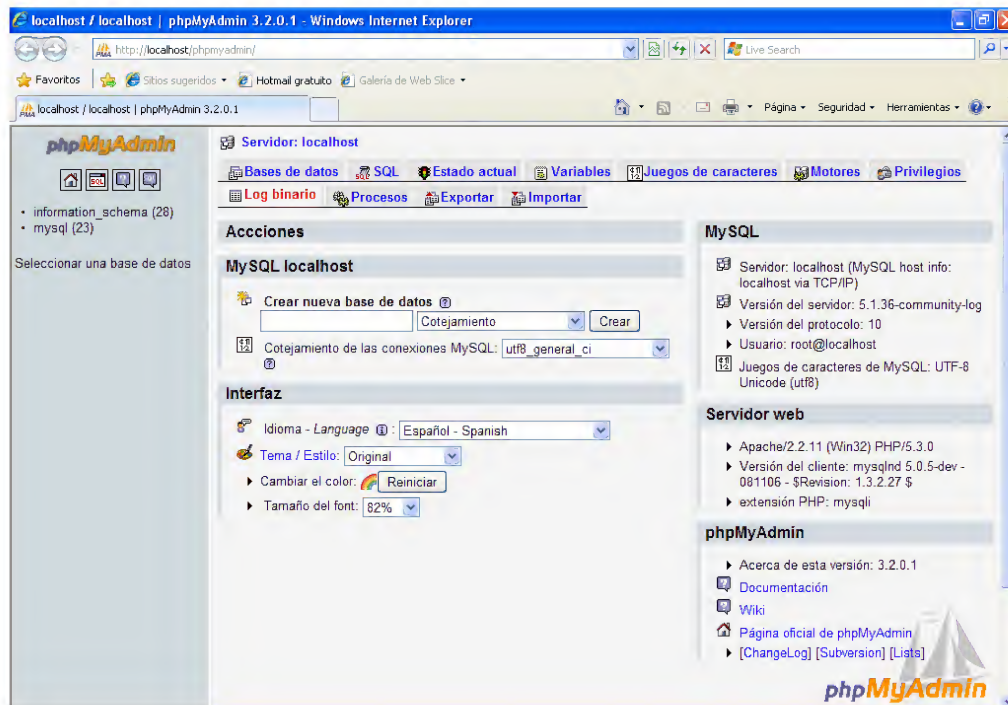 localhost / localhost | phpMyAdmin 3.2.0.1 - Windows Internet Explorer
http://localhost/phpmyadmin/
Live Search
Favoritos
Sitios sugeridos
Hotmail gratuito
Galería de Web Slice
localhost / localhost | phpMyAdmin 3.2.0.1
Página
Seguridad
Herramientas
phpMyAdmin
information_schema (28)
mysql (23)
Seleccionar una base de datos
Servidor: localhost
Bases de datos SQL Estado actual Variables Juegos de caracteres Motores Privilegios
Log binario Procesos Exportar Importar
Accciones
MySQL localhost
Crear nueva base de datos
Cotejamiento Crear
Cotejamiento de las conexiones MySQL: utf8_general_ci
Interfaz
Idioma - Language : Español - Spanish
Tema / Estilo: Original
Cambiar el color: Reiniciar
Tamaño del font: 82%
MySQL
Servidor: localhost (MySQL host info:
localhost via TCP/IP)
Versión del servidor: 5.1.36-community-log
Versión del protocolo: 10
Usuario: root@localhost
Juegos de caracteres de MySQL: UTF-8
Unicode (utf8)
Servidor web
Apache/2.2.11 (Win32) PHP/5.3.0
Versión del cliente: mysqlnd 5.0.5-dev -
081106 - $Revision: 1.3.2.27 $
extensión PHP: mysqli
phpMyAdmin
Acerca de esta versión: 3.2.0.1
Documentación
Wiki
Página oficial de phpMyAdmin
[ChangeLog] [Subversion] [Lists]
phpMyAdmin